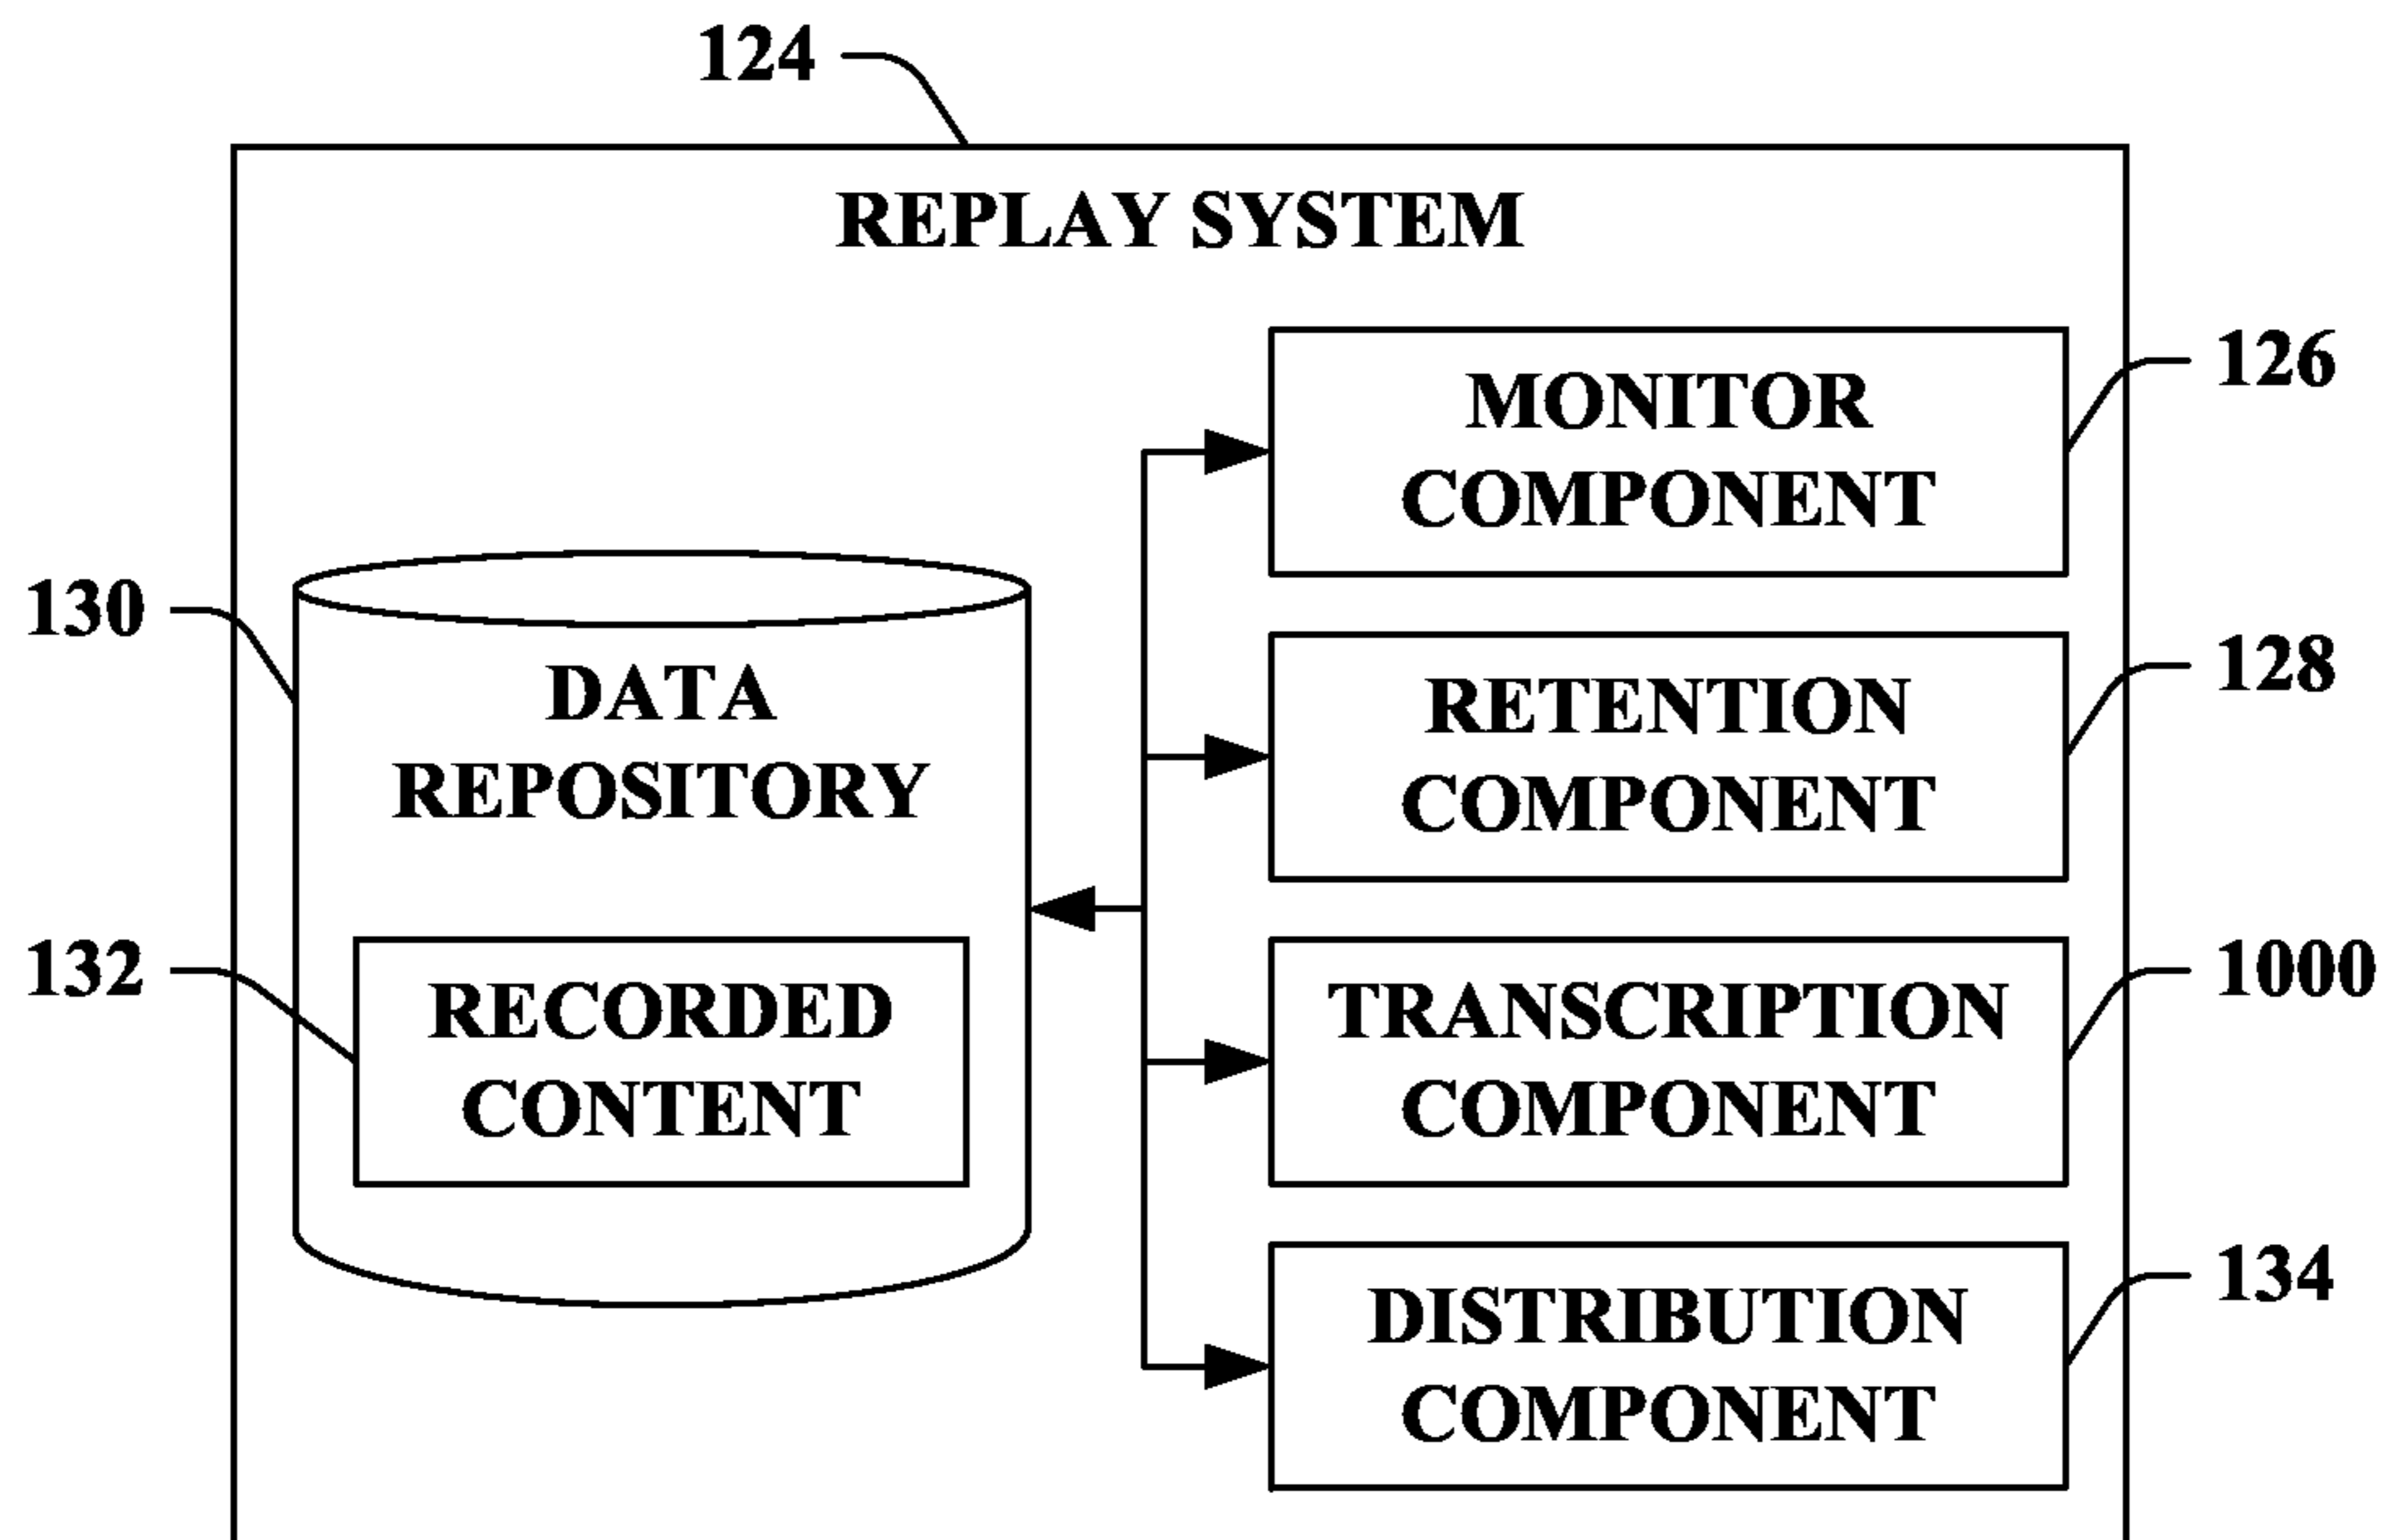 124
REPLAY SYSTEM
MONITOR
COMPONENT
126
130
DATA
REPOSITORY
RETENTION
COMPONENT
128
132
RECORDED
CONTENT
TRANSCRIPTION
COMPONENT
1000
DISTRIBUTION
COMPONENT
134